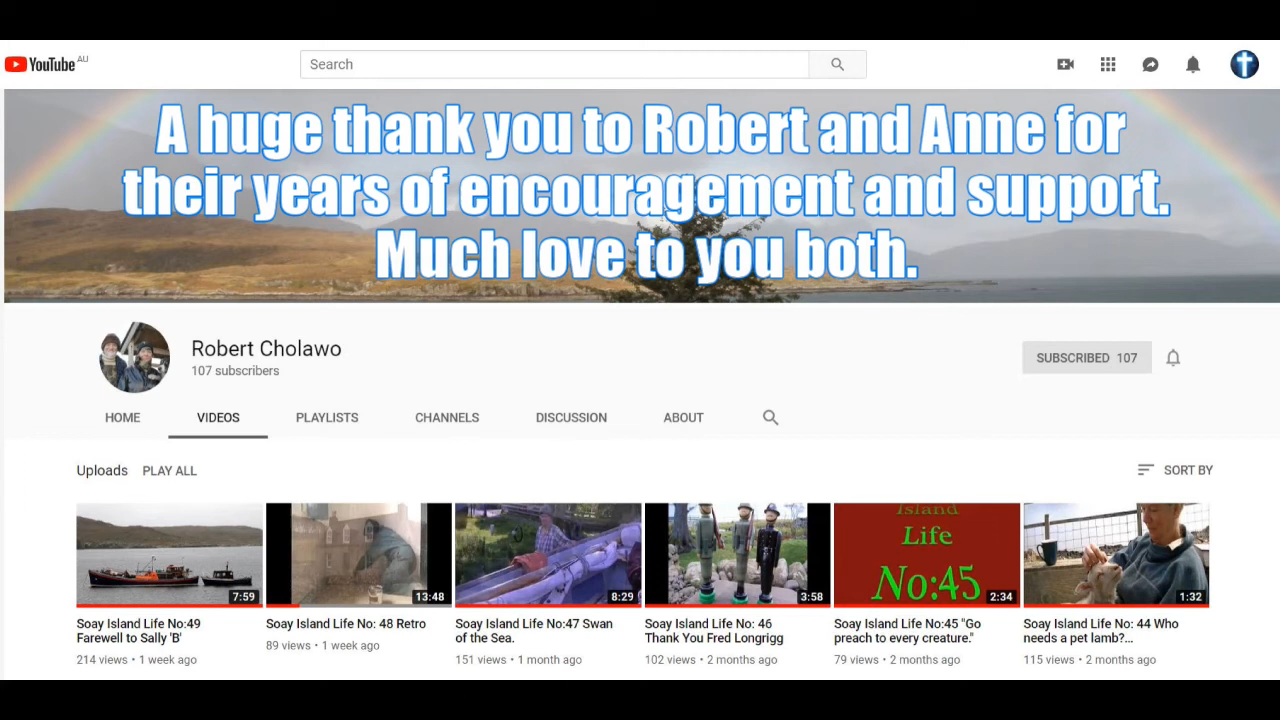 YouTube AU
Search
A huge thank you to Robert and Anne for
their years of encouragement and support.
Much love to you both.
Robert Cholawo
107 subscribers
SUBSCRIBED 107
HOME VIDEOS PLAYLISTS CHANNELS DISCUSSION ABOUT
Uploads PLAY ALL
SORT BY
7:59
Soay Island Life No:49
Farewell to Sally 'B'
214 views • 1 week ago
13:48
Soay Island Life No: 48 Retro
89 views • 1 week ago
8:29
Soay Island Life No:47 Swan
of the Sea.
151 views • 1 month ago
3:58
Soay Island Life No: 46
Thank You Fred Longrigg
102 views • 2 months ago
Island
Life
No:45
2:34
Soay Island Life No:45 "Go
preach to every creature."
79 views • 2 months ago
1:32
Soay Island Life No: 44 Who
needs a pet lamb?...
115 views • 2 months ago